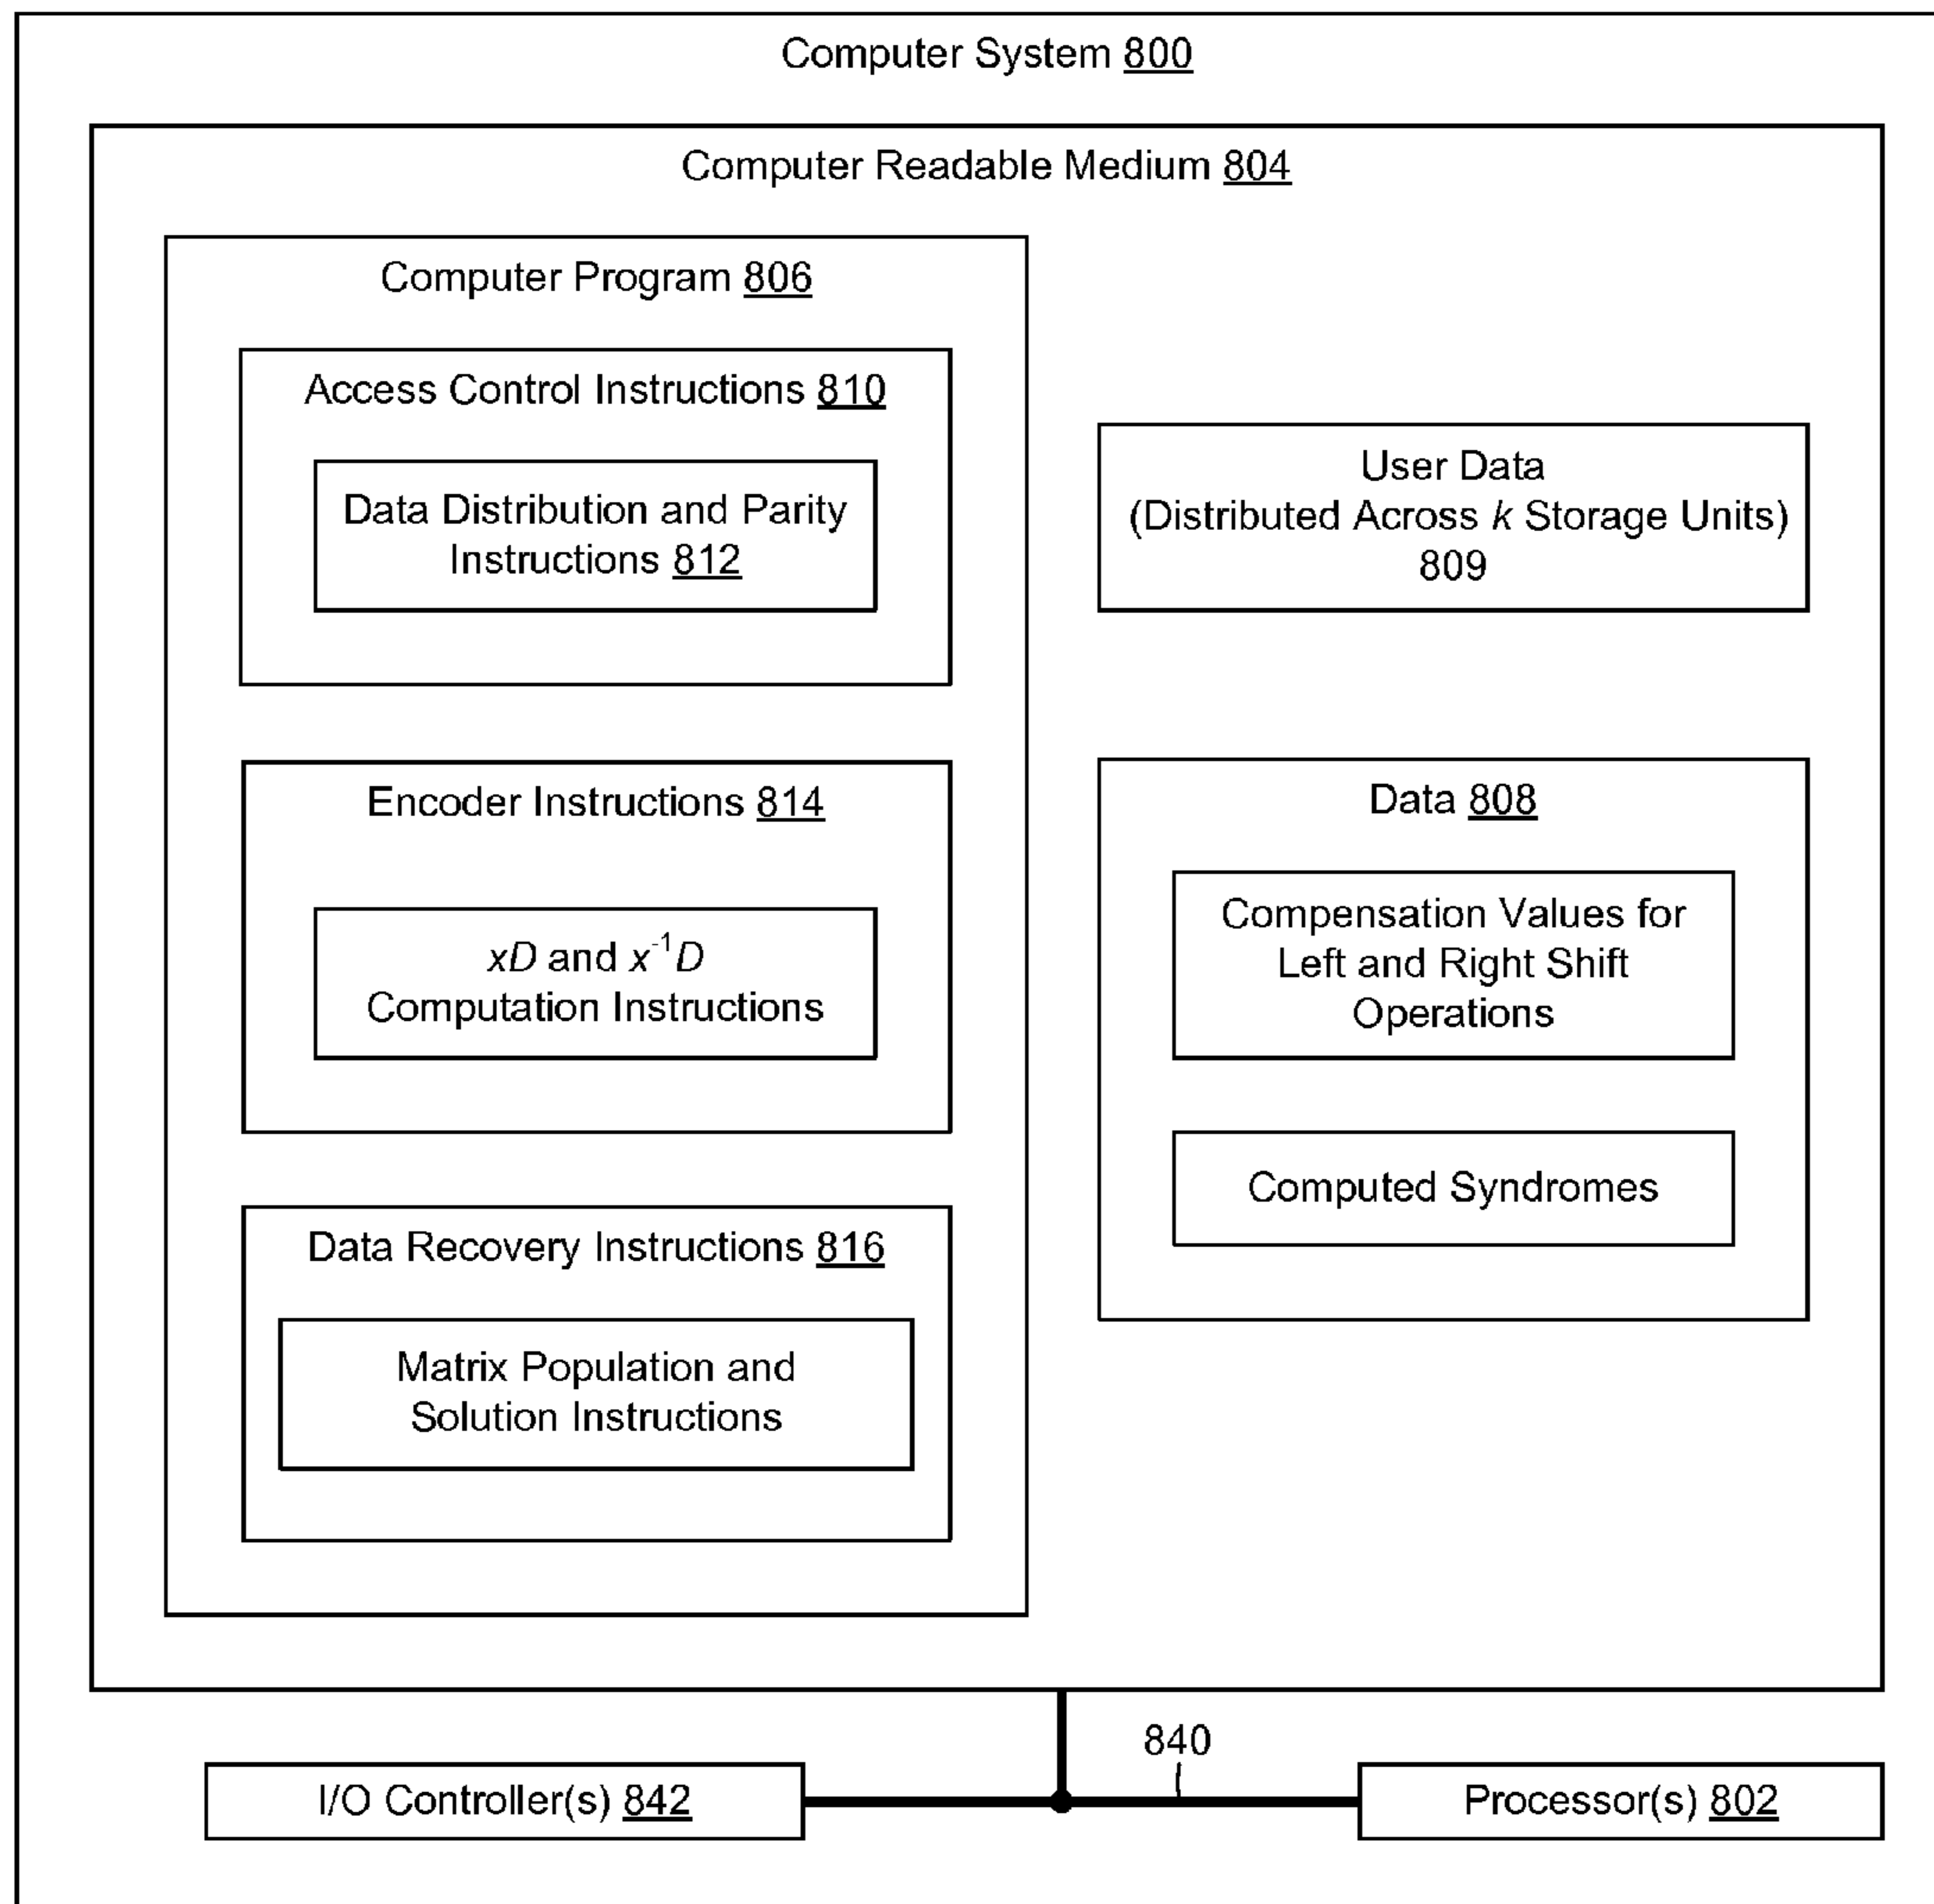 Computer System 800
Computer Readable Medium 804
Computer Program 806
Access Control Instructions 810
Data Distribution and Parity
Instructions 812
Encoder Instructions 814
xD and x⁻¹D
Computation Instructions
Data Recovery Instructions 816
Matrix Population and
Solution Instructions
User Data
(Distributed Across k Storage Units)
809
Data 808
Compensation Values for
Left and Right Shift
Operations
Computed Syndromes
840
I/O Controller(s) 842
Processor(s) 802